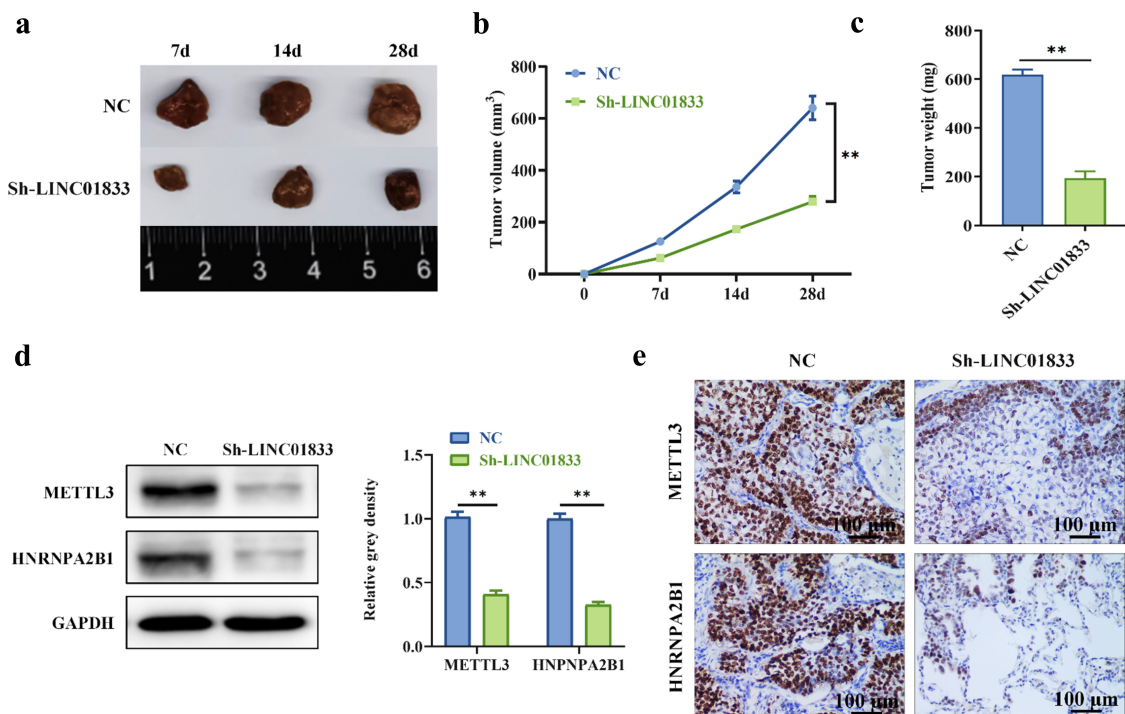 a
7d 14d 28d
NC
Sh-LINC01833
1 2 3 4 5 6
b
NC
Sh-LINC01833
Tumor volume (mm³)
800
600
400
200
0
0 7d 14d 28d
**
c
**
Tumor weight (mg)
800
600
400
200
0
NC
Sh-LINC01833
d
NC Sh-LINC01833
METTL3
HNRNPA2B1
GAPDH
NC
Sh-LINC01833
Relative grey density
1.5
1.0
0.5
0.0
** **
METTL3 HNPNPA2B1
e
NC Sh-LINC01833
METTL3
100 μm 100 μm
HNRNPA2B1
100 μm 100 μm